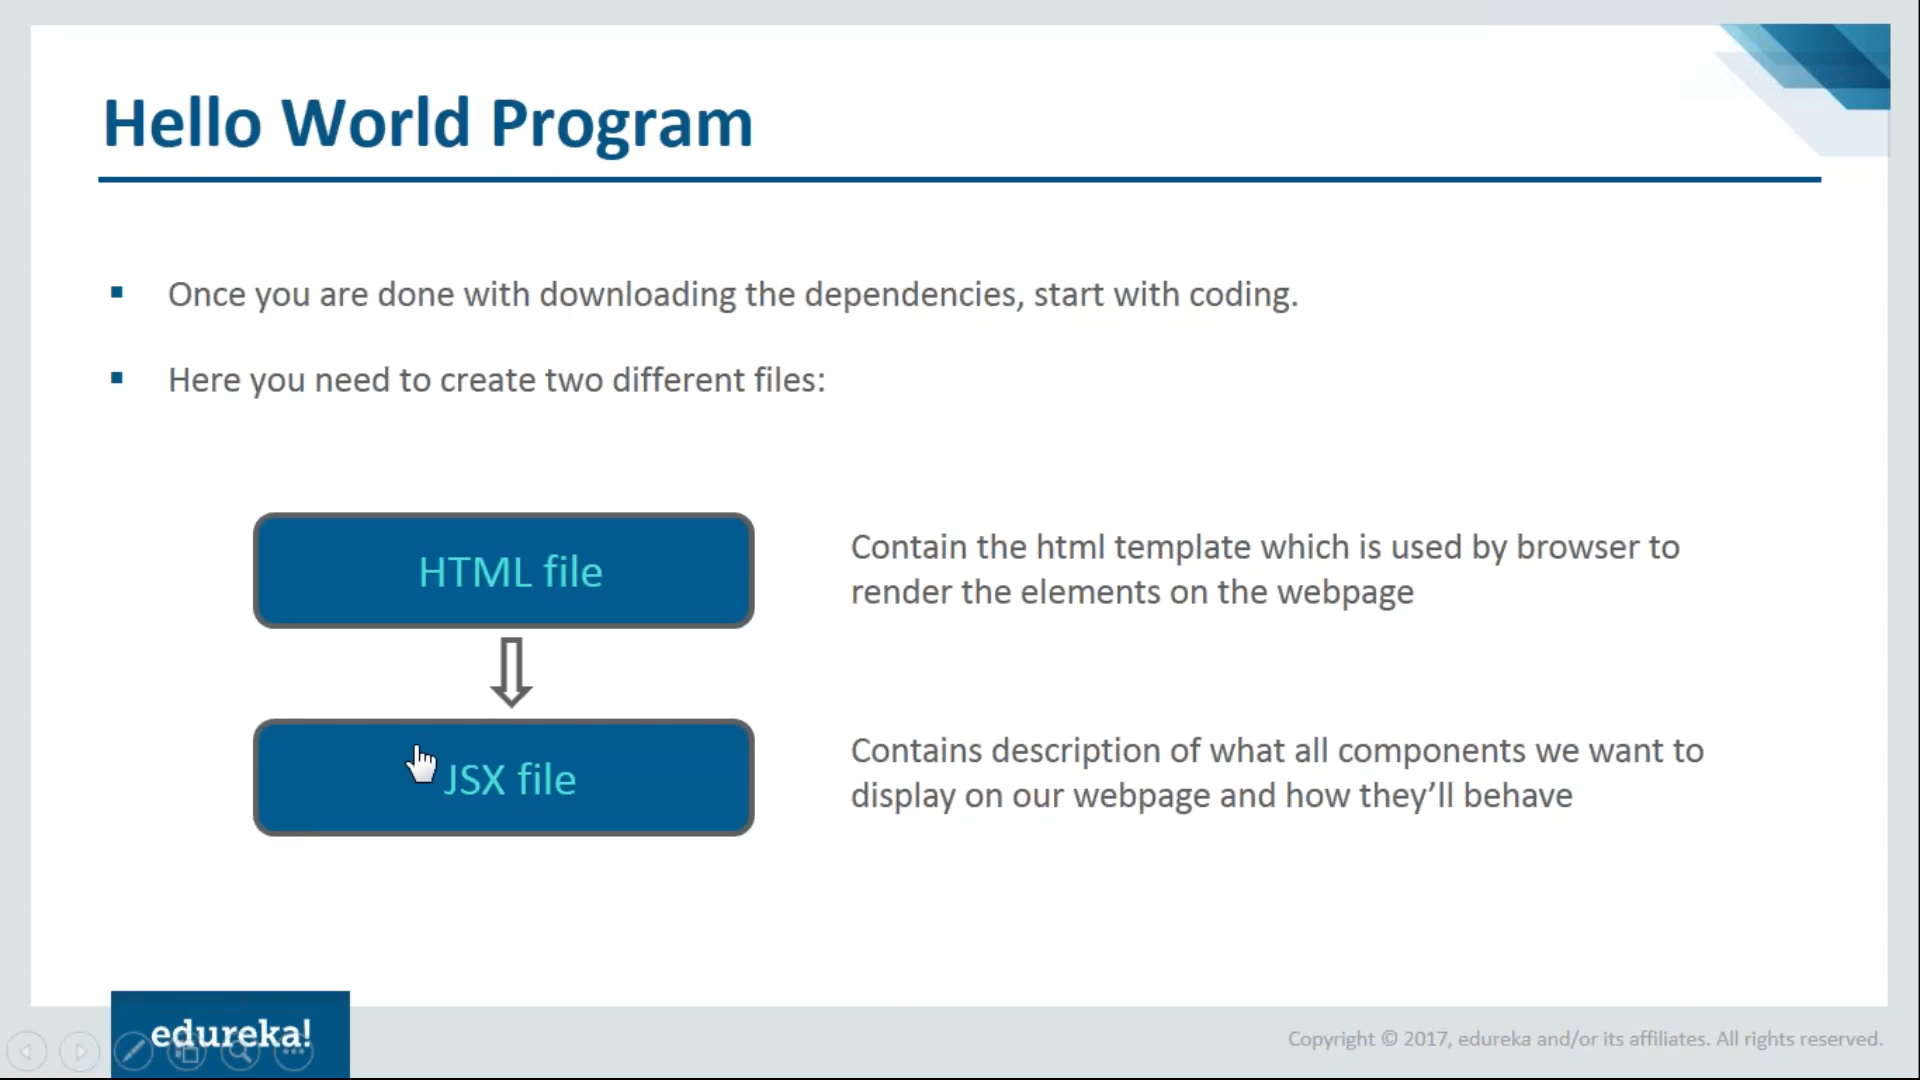 Hello World Program
Once you are done with downloading the dependencies, start with coding.
Here you need to create two different files:
HTML file
Contain the html template which is used by browser to
render the elements on the webpage
JSX file
Contains description of what all components we want to
display on our webpage and how they’ll behave
edureka!
Copyright © 2017, edureka and/or its affiliates. All rights reserved.